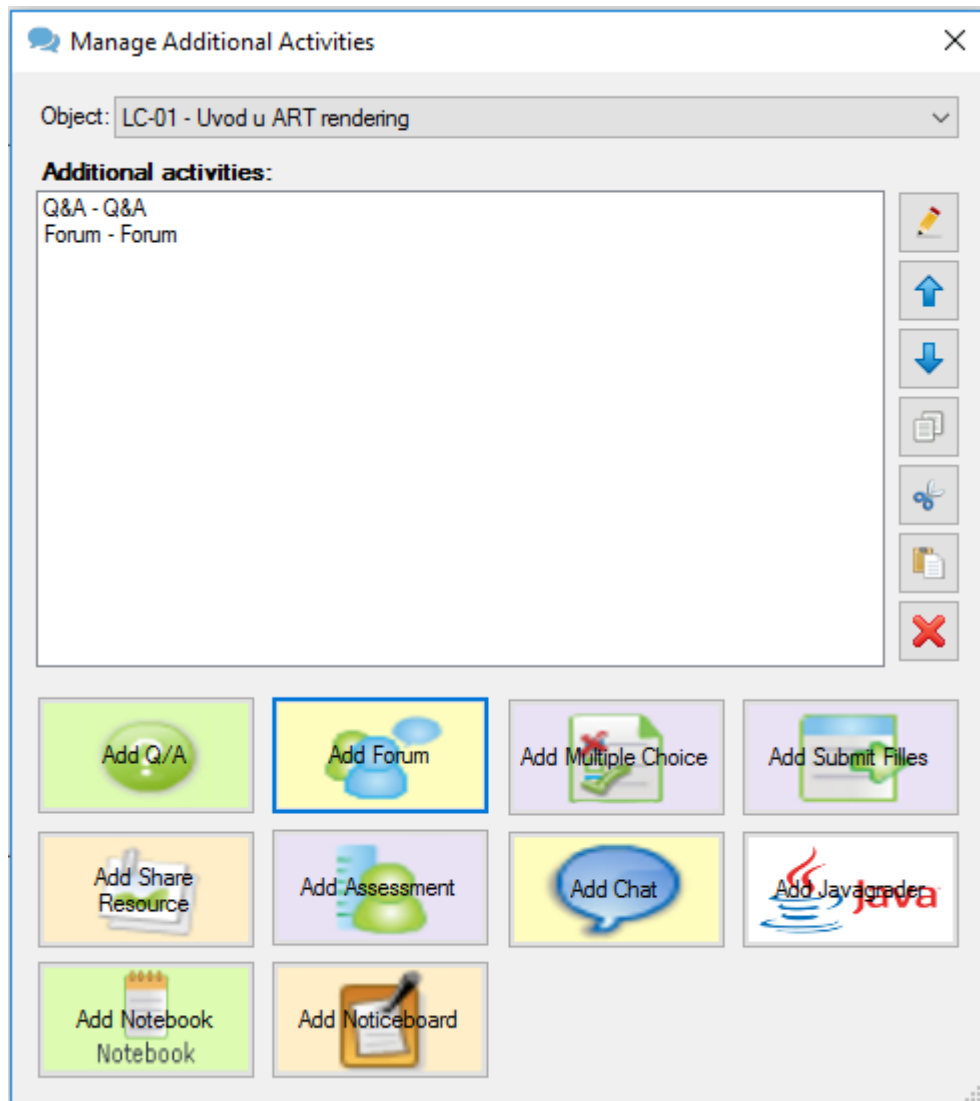 Manage Additional Activities
Object: LC-01 - Uvod u ART rendering
Additional activities:
Q&A - Q&A
Forum - Forum
Add Q/A
Add Forum
Add Multiple Choice
Add Submit Filles
Add Share
Resource
Add Assessment
Add Chat
Add Javagrader
Java
Add Notebook
Notebook
Add Noticeboard